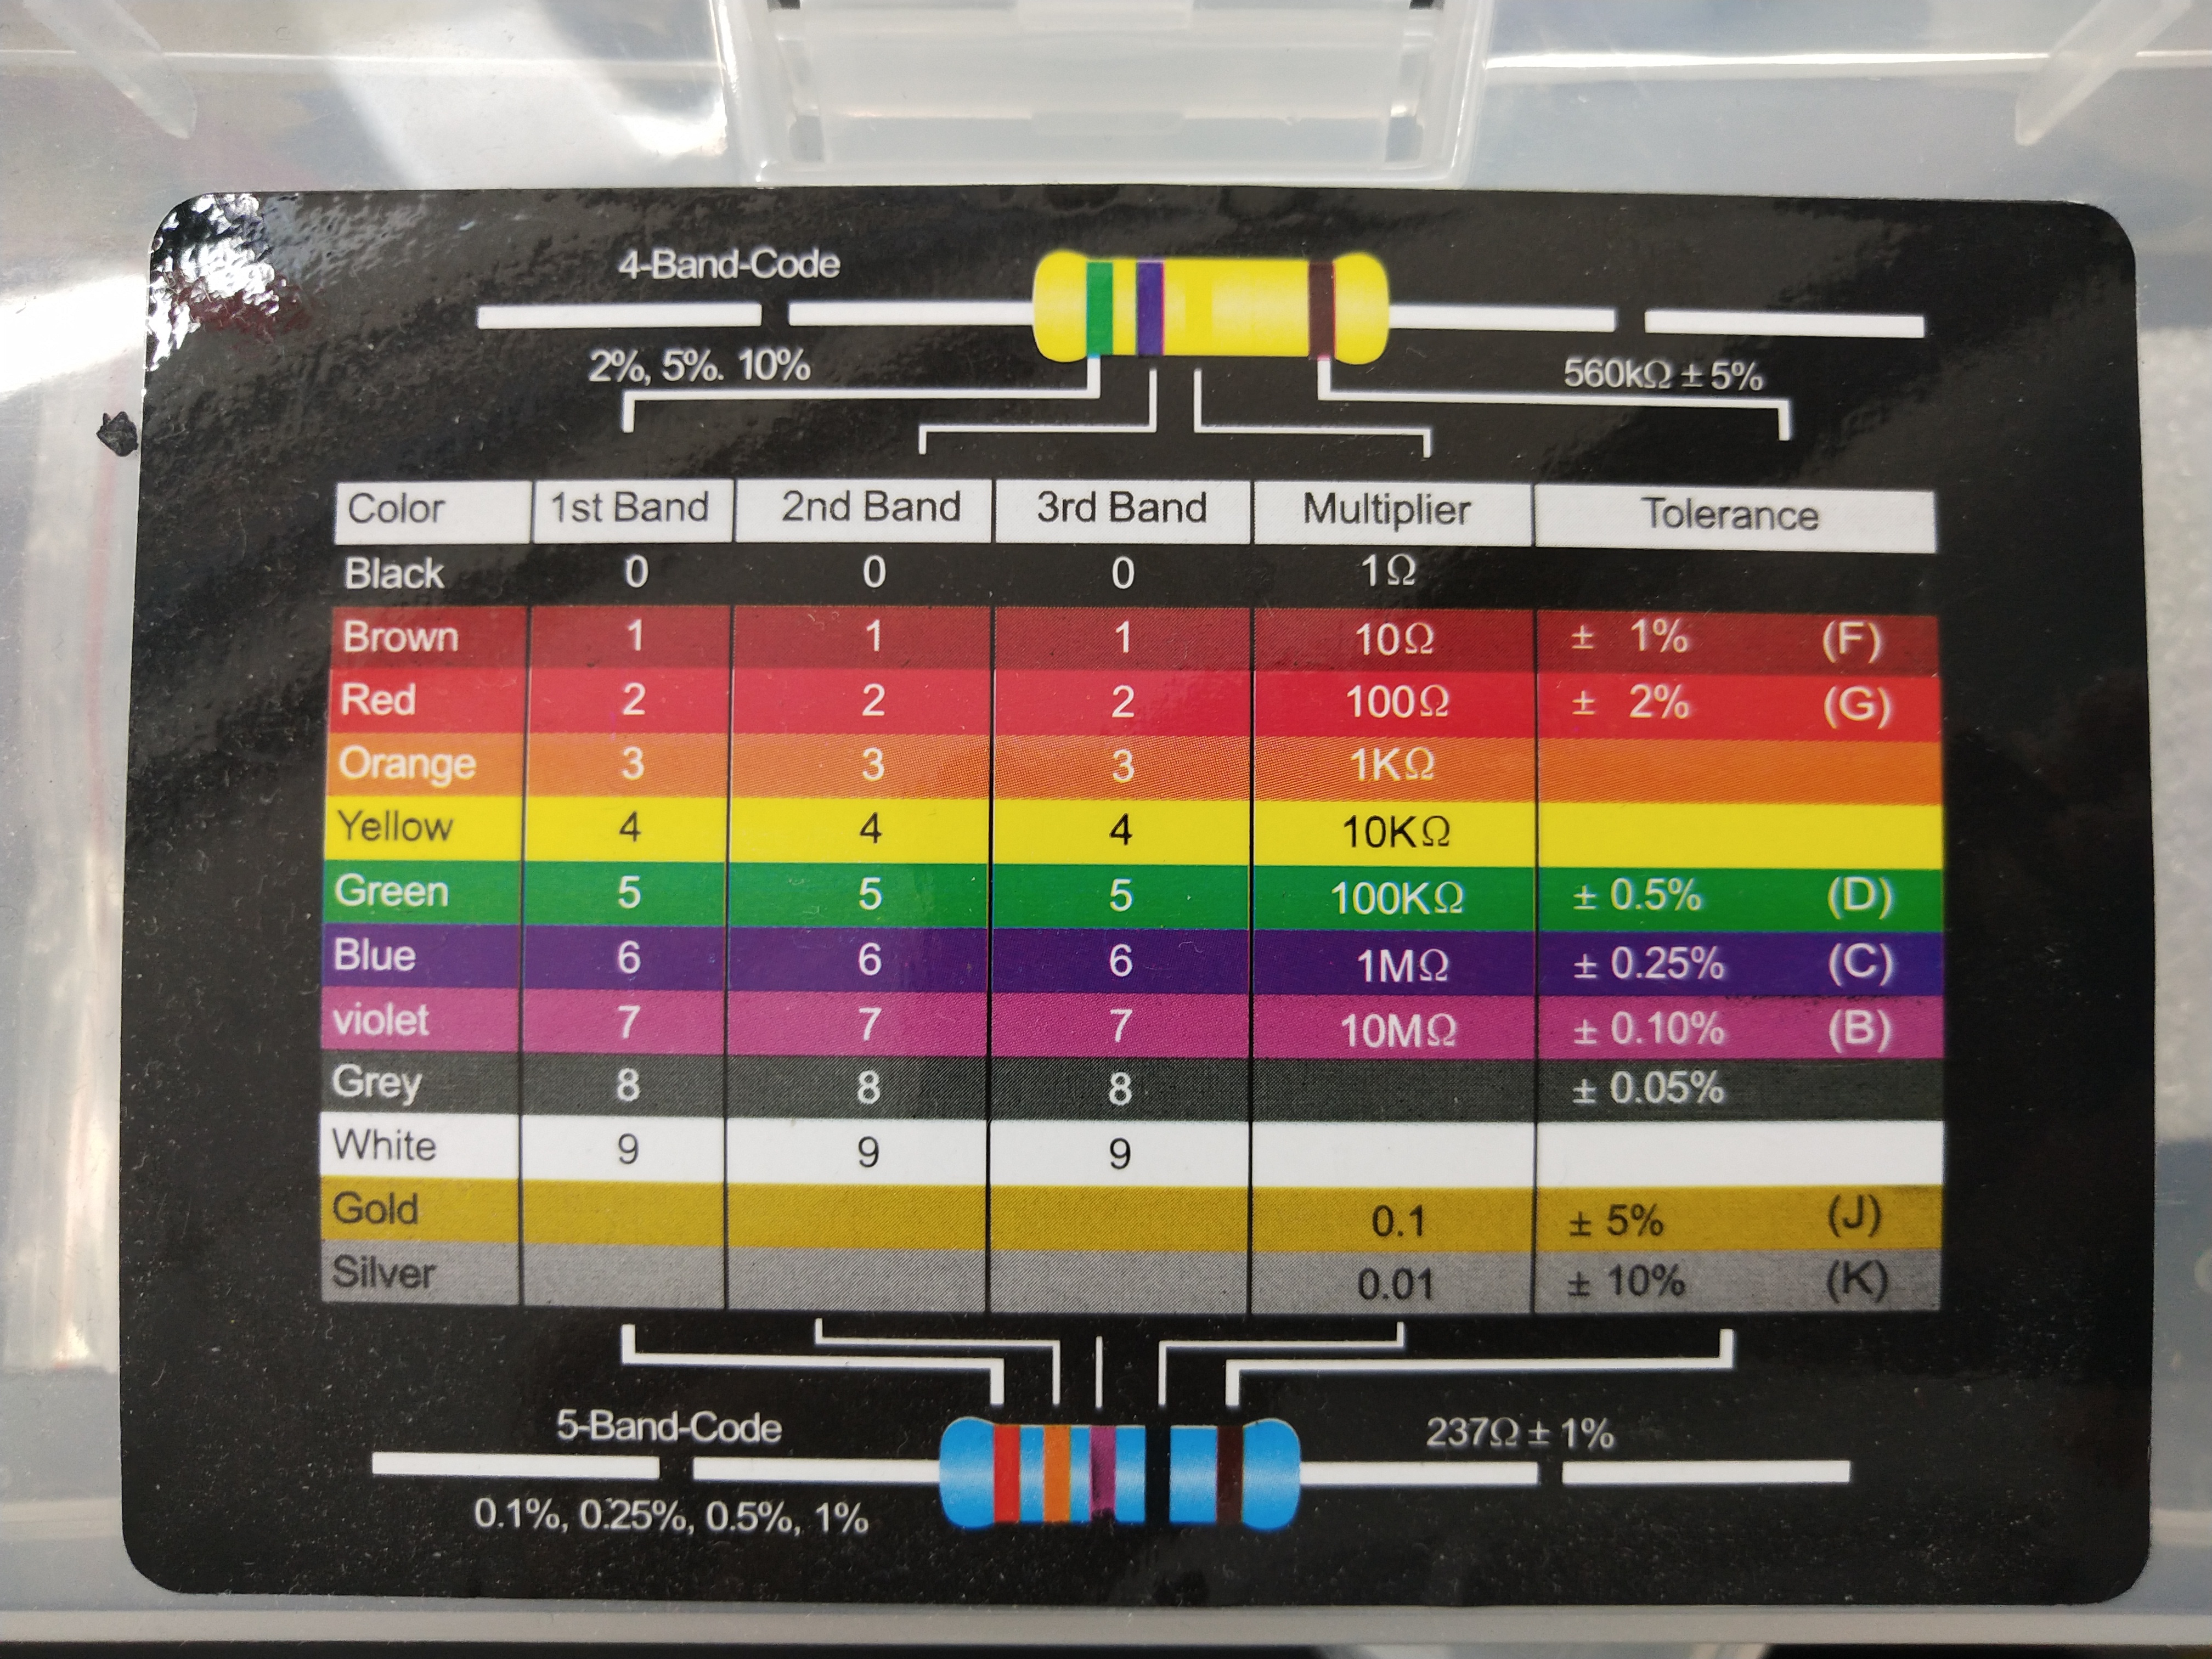 4-Band-Code
2%, 5%. 10%
560kΩ ± 5%
Color 1st Band 2nd Band 3rd Band Multiplier Tolerance
Black 0 0 0 1Ω
Brown 1 1 1 10Ω ± 1% (F)
Red 2 2 2 100Ω ± 2% (G)
Orange 3 3 3 1KΩ
Yellow 4 4 4 10KΩ
Green 5 5 5 100KΩ ± 0.5% (D)
Blue 6 6 6 1MΩ ± 0.25% (C)
violet 7 7 7 10MΩ ± 0.10% (B)
Grey 8 8 8 ± 0.05%
White 9 9 9
Gold 0.1 ± 5% (J)
Silver 0.01 ± 10% (K)
5-Band-Code
237Ω ± 1%
0.1%, 0.25%, 0.5%, 1%